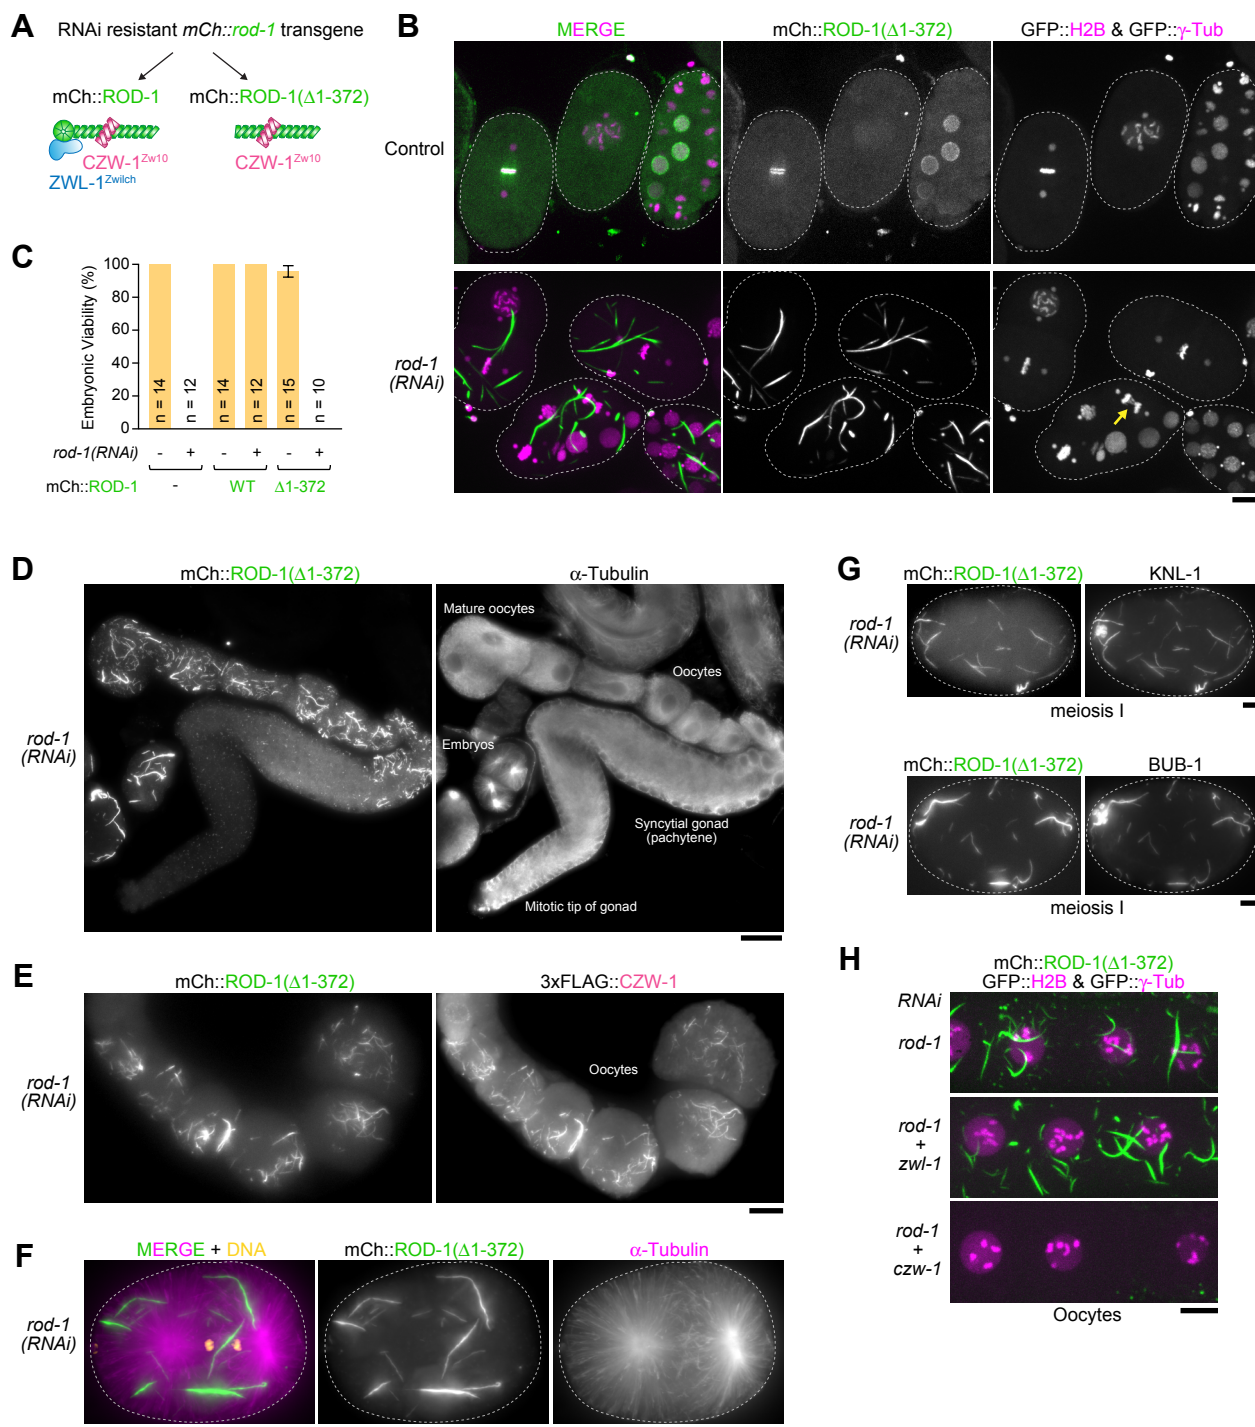 A
RNAi resistant mCh::rod-1 transgene
mCh::ROD-1
mCh::ROD-1(Δ1-372)
CZW-1Zw10
ZWL-1Zwilch
CZW-1Zw10
B
MERGE
mCh::ROD-1(Δ1-372)
GFP::H2B & GFP::γ-Tub
Control
rod-1
(RNAi)
C
Embryonic Viability (%)
100
80
60
40
20
0
n = 14
n = 12
n = 14
n = 12
n = 15
n = 10
rod-1(RNAi)
- + - + - +
mCh::ROD-1
- WT Δ1-372
D
mCh::ROD-1(Δ1-372)
α-Tubulin
rod-1
(RNAi)
Mature oocytes
Oocytes
Embryos
Syncytial gonad
(pachytene)
Mitotic tip of gonad
E
mCh::ROD-1(Δ1-372)
3xFLAG::CZW-1
rod-1
(RNAi)
Oocytes
F
MERGE + DNA
mCh::ROD-1(Δ1-372)
α-Tubulin
rod-1
(RNAi)
G
mCh::ROD-1(Δ1-372)
KNL-1
rod-1
(RNAi)
meiosis I
mCh::ROD-1(Δ1-372)
BUB-1
rod-1
(RNAi)
meiosis I
H
mCh::ROD-1(Δ1-372)
GFP::H2B & GFP::γ-Tub
RNAi
rod-1
rod-1
+
zwl-1
rod-1
+
czw-1
Oocytes